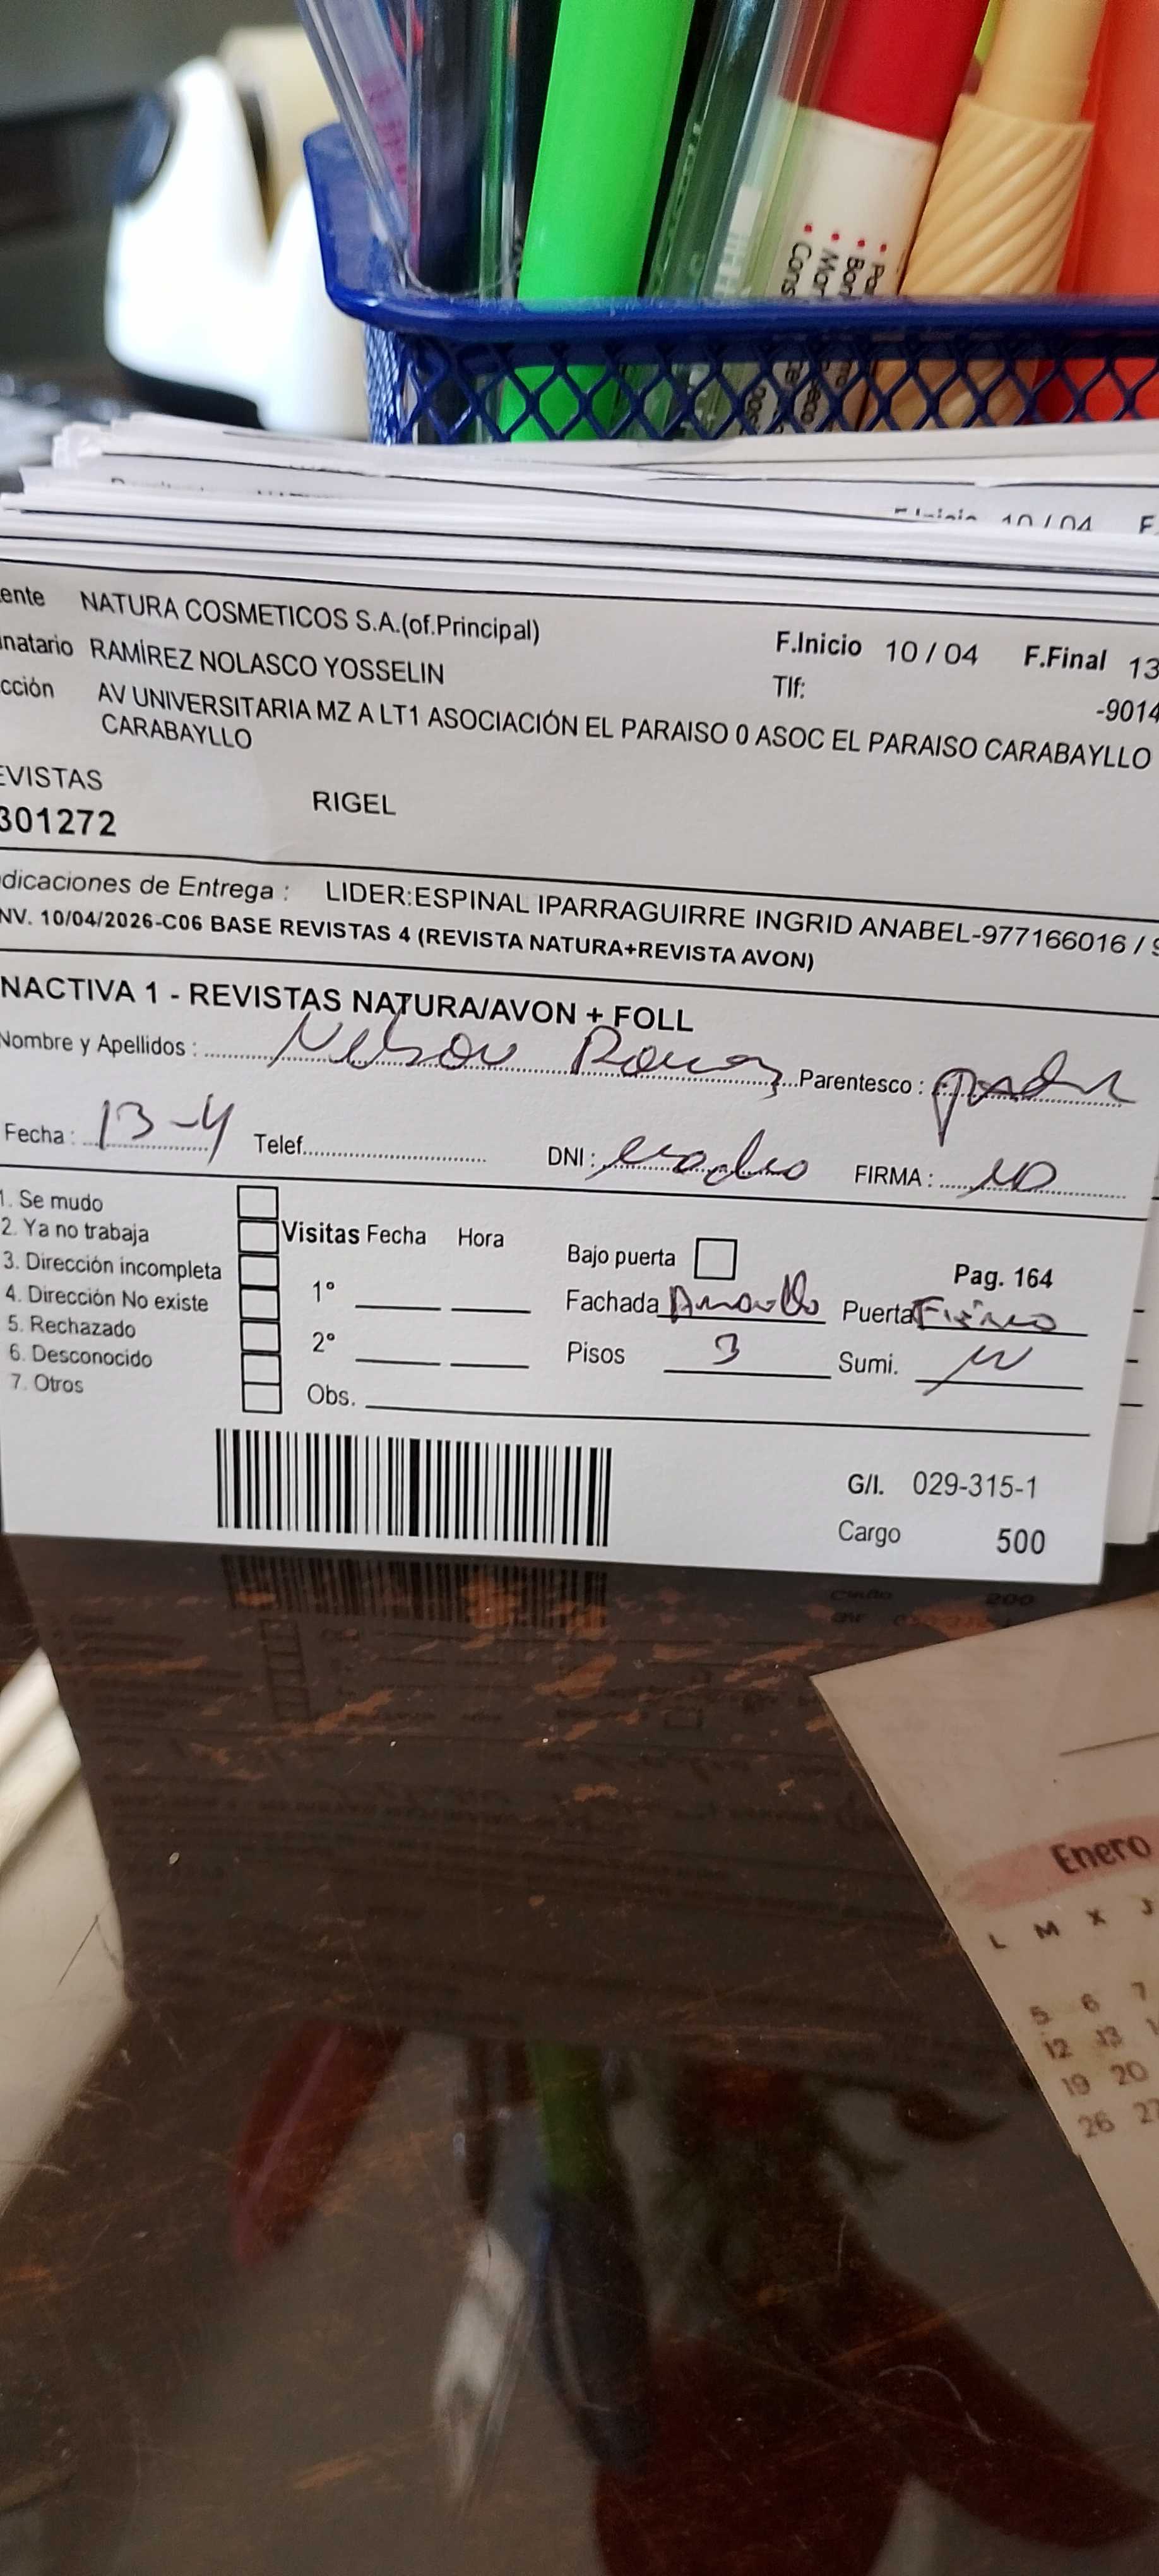 F.Inicio 10 / 04 F.
ente NATURA COSMETICOS S.A.(of.Principal)
F.Inicio 10 / 04 F.Final 13
natario RAMÍREZ NOLASCO YOSSELIN
Tlf: -9014
cción AV UNIVERSITARIA MZ A LT1 ASOCIACIÓN EL PARAISO 0 ASOC EL PARAISO CARABAYLLO
CARABAYLLO
EVISTAS RIGEL
301272
dicaciones de Entrega : LIDER:ESPINAL IPARRAGUIRRE INGRID ANABEL-977166016 / 9
NV. 10/04/2026-C06 BASE REVISTAS 4 (REVISTA NATURA+REVISTA AVON)
NACTIVA 1 - REVISTAS NATURA/AVON + FOLL
Nombre y Apellidos : Nelson Parentesco : padre
Fecha : 13-4 Telef. DNI : FIRMA :
1. Se mudo
2. Ya no trabaja
3. Dirección incompleta
4. Dirección No existe
5. Rechazado
6. Desconocido
7. Otros
Visitas Fecha Hora
1°
2°
Obs.
Bajo puerta Pag. 164
Fachada Amarillo Puerta Fierro
Pisos 3 Sumi.
G/I. 029-315-1
Cargo 500
Enero
L M X J
5 6 7
12 13 1
19 20
26 27